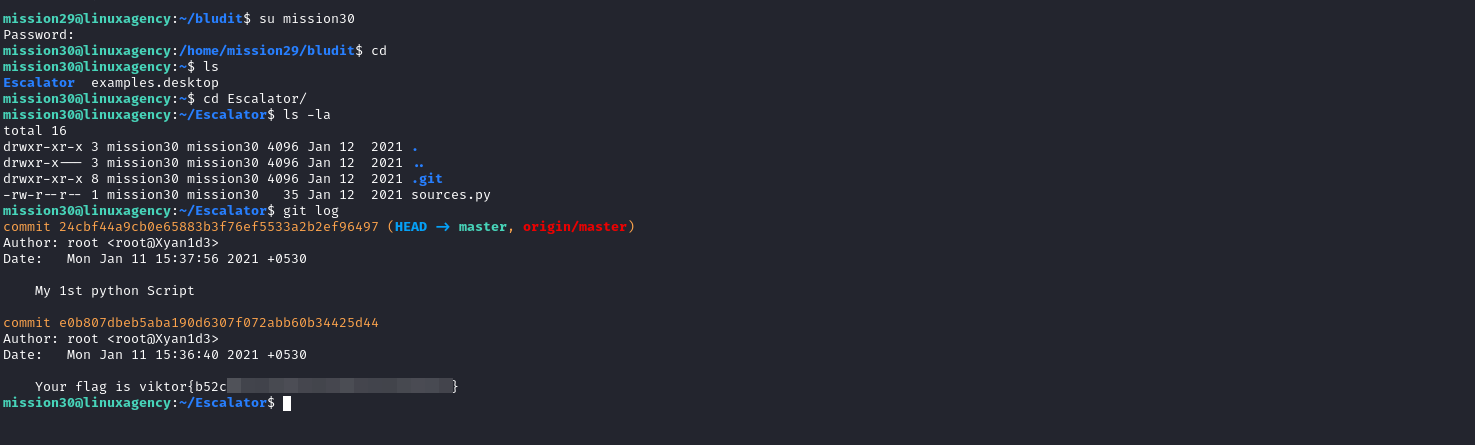 mission29@linuxagency:~/bludit$ su mission30
Password:
mission30@linuxagency:/home/mission29/bludit$ cd
mission30@linuxagency:~$ ls
Escalator  examples.desktop
mission30@linuxagency:~$ cd Escalator/
mission30@linuxagency:~/Escalator$ ls -la
total 16
drwxr-xr-x 3 mission30 mission30 4096 Jan 12  2021 .
drwxr-x--- 3 mission30 mission30 4096 Jan 12  2021 ..
drwxr-xr-x 8 mission30 mission30 4096 Jan 12  2021 .git
-rw-r--r-- 1 mission30 mission30   35 Jan 12  2021 sources.py
mission30@linuxagency:~/Escalator$ git log
commit 24cbf44a9cb0e65883b3f76ef5533a2b2ef96497 (HEAD -> master, origin/master)
Author: root <root@Xyan1d3>
Date:   Mon Jan 11 15:37:56 2021 +0530
    My 1st python Script
commit e0b807dbeb5aba190d6307f072abb60b34425d44
Author: root <root@Xyan1d3>
Date:   Mon Jan 11 15:36:40 2021 +0530
    Your flag is viktor{b52c}
mission30@linuxagency:~/Escalator$